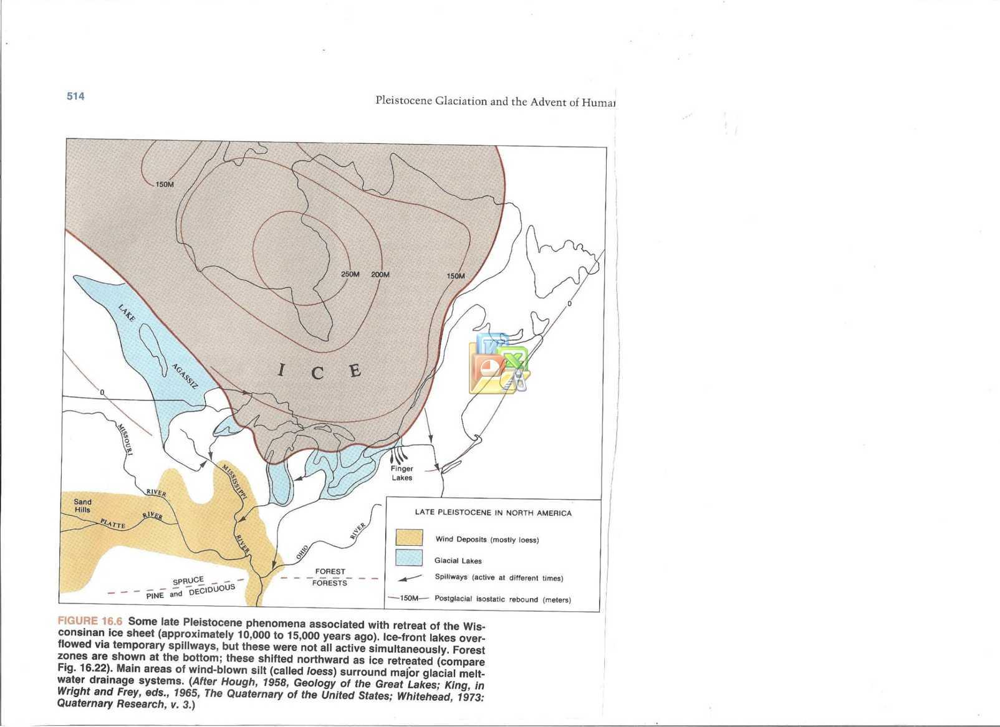 514
Pleistocene Glaciation and the Advent of Human
150M
250M
200M
150M
0
LAKE
AGASSIZ
I C E
0
MISSOURI
RIVER
MISSISSIPPI
RIVER
Sand
Hills
PLATTE
RIVER
Finger
Lakes
OHIO
RIVER
SPRUCE
PINE and DECIDUOUS
FOREST
FORESTS
LATE PLEISTOCENE IN NORTH AMERICA
Wind Deposits (mostly loess)
Glacial Lakes
Spillways (active at different times)
150M
Postglacial isostatic rebound (meters)
FIGURE 16.6 Some late Pleistocene phenomena associated with retreat of the Wis-
consinan ice sheet (approximately 10,000 to 15,000 years ago). Ice-front lakes over-
flowed via temporary spillways, but these were not all active simultaneously. Forest
zones are shown at the bottom; these shifted northward as ice retreated (compare
Fig. 16.22). Main areas of wind-blown silt (called loess) surround major glacial melt-
water drainage systems. (After Hough, 1958, Geology of the Great Lakes; King, in
Wright and Frey, eds., 1965, The Quaternary of the United States; Whitehead, 1973:
Quaternary Research, v. 3.)